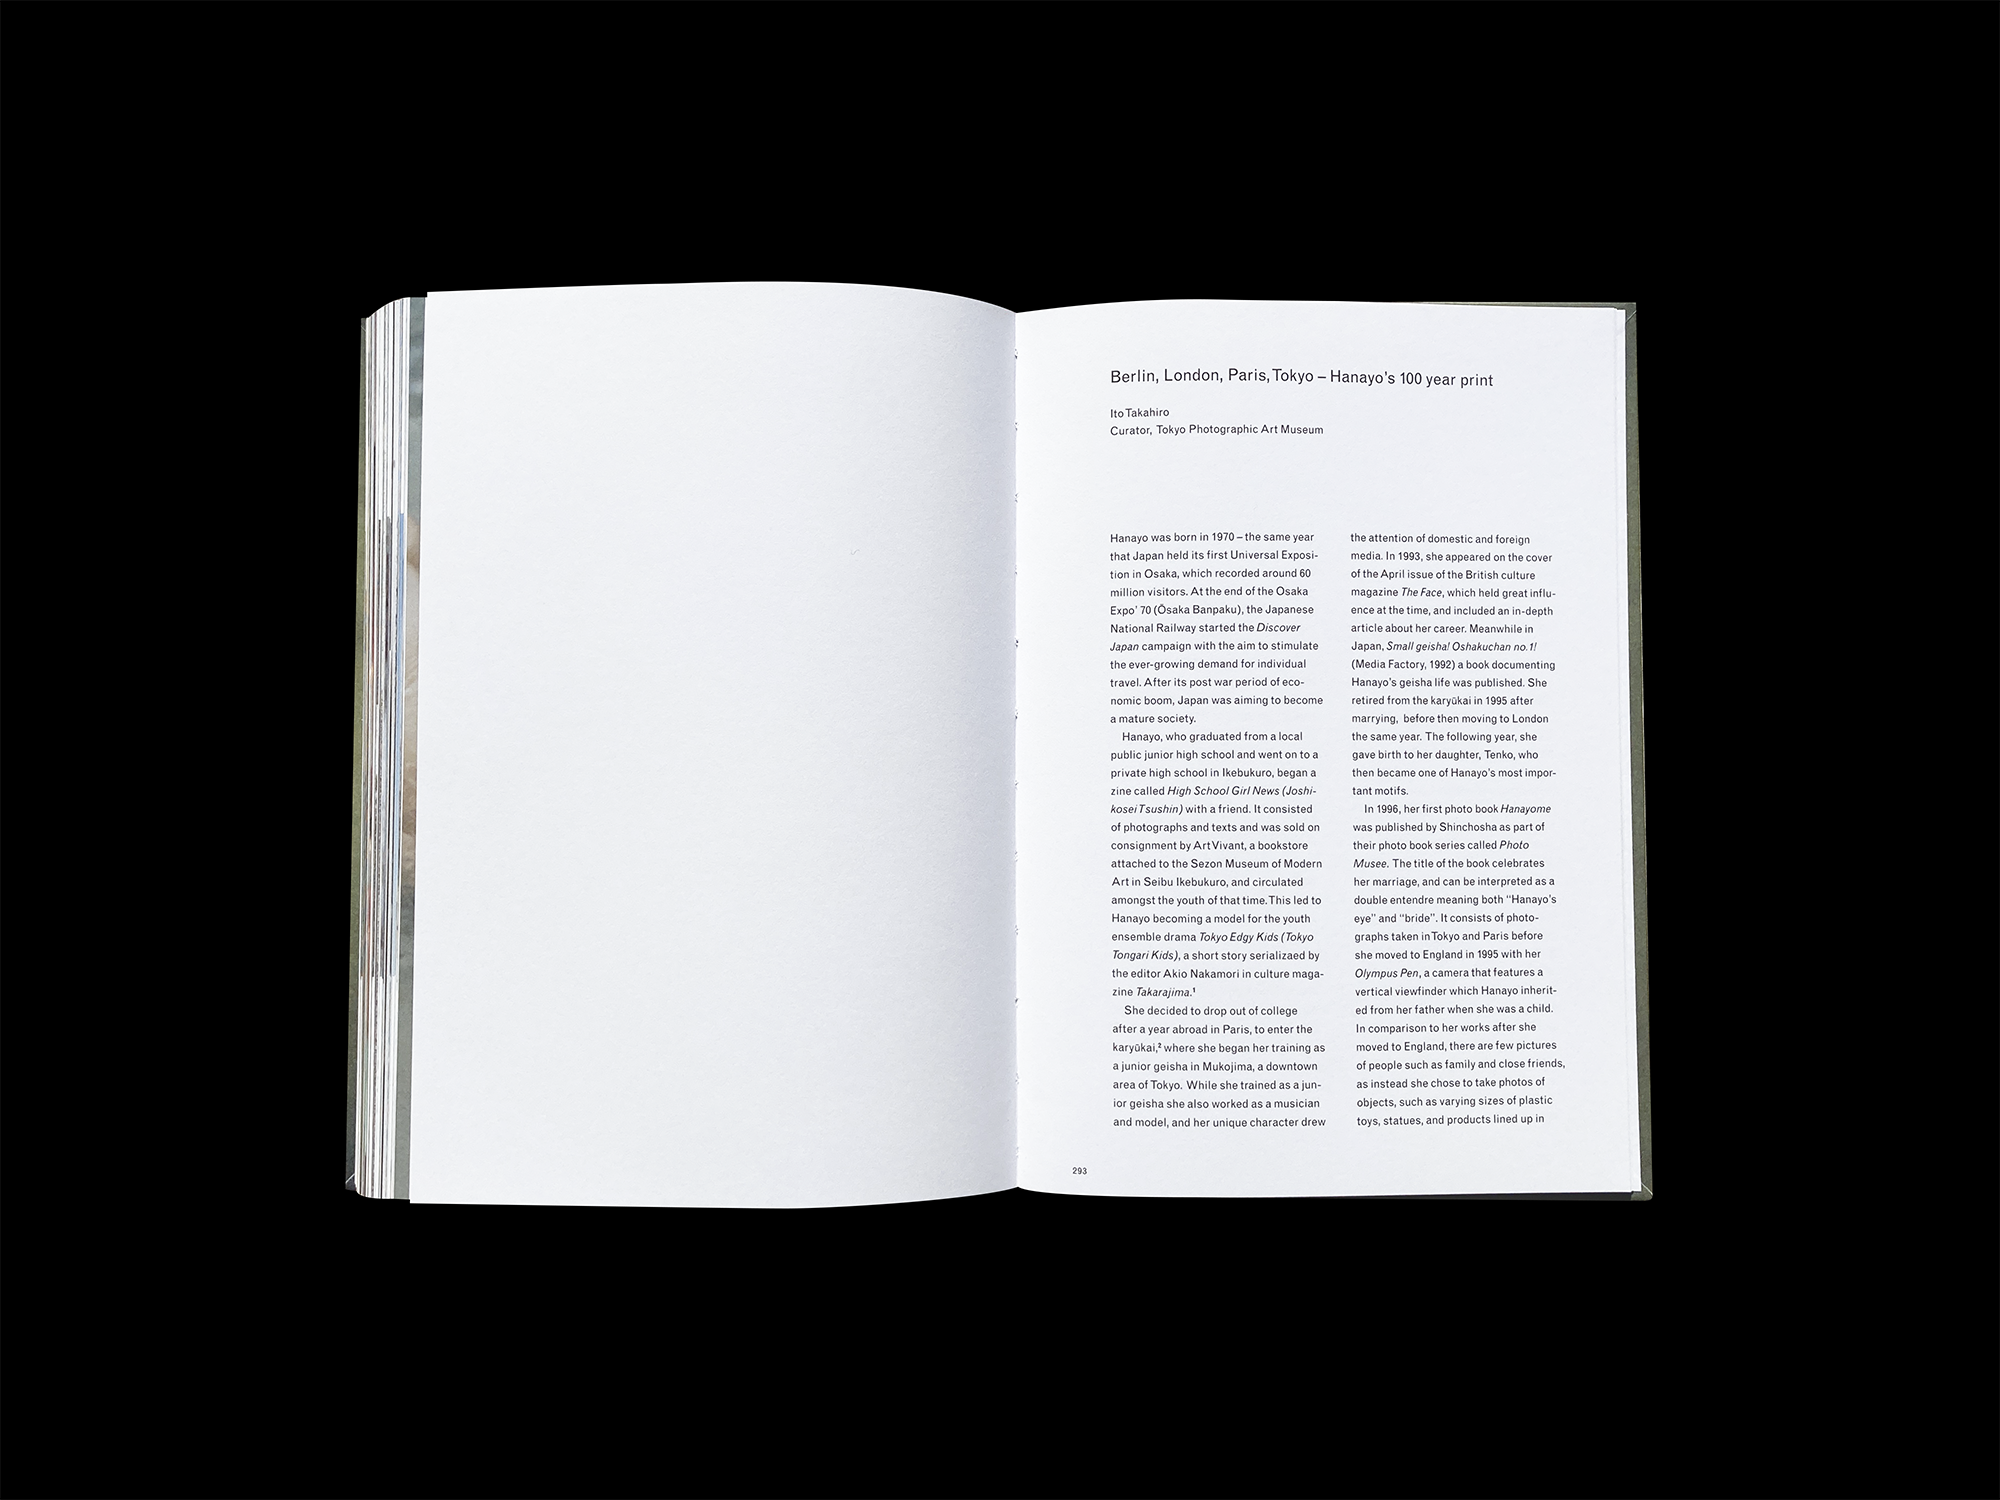 Berlin, London, Paris, Tokyo – Hanayo's 100 year print
Ito Takahiro
Curator, Tokyo Photographic Art Museum
Hanayo was born in 1970 – the same year
that Japan held its first Universal Exposi-
tion in Osaka, which recorded around 60
million visitors. At the end of the Osaka
Expo' 70 (Ōsaka Banpaku), the Japanese
National Railway started the Discover
Japan campaign with the aim to stimulate
the ever-growing demand for individual
travel. After its post war period of eco-
nomic boom, Japan was aiming to become
a mature society.
Hanayo, who graduated from a local
public junior high school and went on to a
private high school in Ikebukuro, began a
zine called High School Girl News (Joshi-
kosei Tsushin) with a friend. It consisted
of photographs and texts and was sold on
consignment by Art Vivant, a bookstore
attached to the Sezon Museum of Modern
Art in Seibu Ikebukuro, and circulated
amongst the youth of that time. This led to
Hanayo becoming a model for the youth
ensemble drama Tokyo Edgy Kids (Tokyo
Tongari Kids), a short story serializaed by
the editor Akio Nakamori in culture maga-
zine Takarajima.¹
She decided to drop out of college
after a year abroad in Paris, to enter the
karyūkai,² where she began her training as
a junior geisha in Mukojima, a downtown
area of Tokyo. While she trained as a jun-
ior geisha she also worked as a musician
and model, and her unique character drew
the attention of domestic and foreign
media. In 1993, she appeared on the cover
of the April issue of the British culture
magazine The Face, which held great influ-
ence at the time, and included an in-depth
article about her career. Meanwhile in
Japan, Small geisha! Oshakuchan no.1!
(Media Factory, 1992) a book documenting
Hanayo's geisha life was published. She
retired from the karyūkai in 1995 after
marrying, before then moving to London
the same year. The following year, she
gave birth to her daughter, Tenko, who
then became one of Hanayo's most impor-
tant motifs.
In 1996, her first photo book Hanayome
was published by Shinchosha as part of
their photo book series called Photo
Musee. The title of the book celebrates
her marriage, and can be interpreted as a
double entendre meaning both "Hanayo's
eye" and "bride". It consists of photo-
graphs taken in Tokyo and Paris before
she moved to England in 1995 with her
Olympus Pen, a camera that features a
vertical viewfinder which Hanayo inherit-
ed from her father when she was a child.
In comparison to her works after she
moved to England, there are few pictures
of people such as family and close friends,
as instead she chose to take photos of
objects, such as varying sizes of plastic
toys, statues, and products lined up in
293